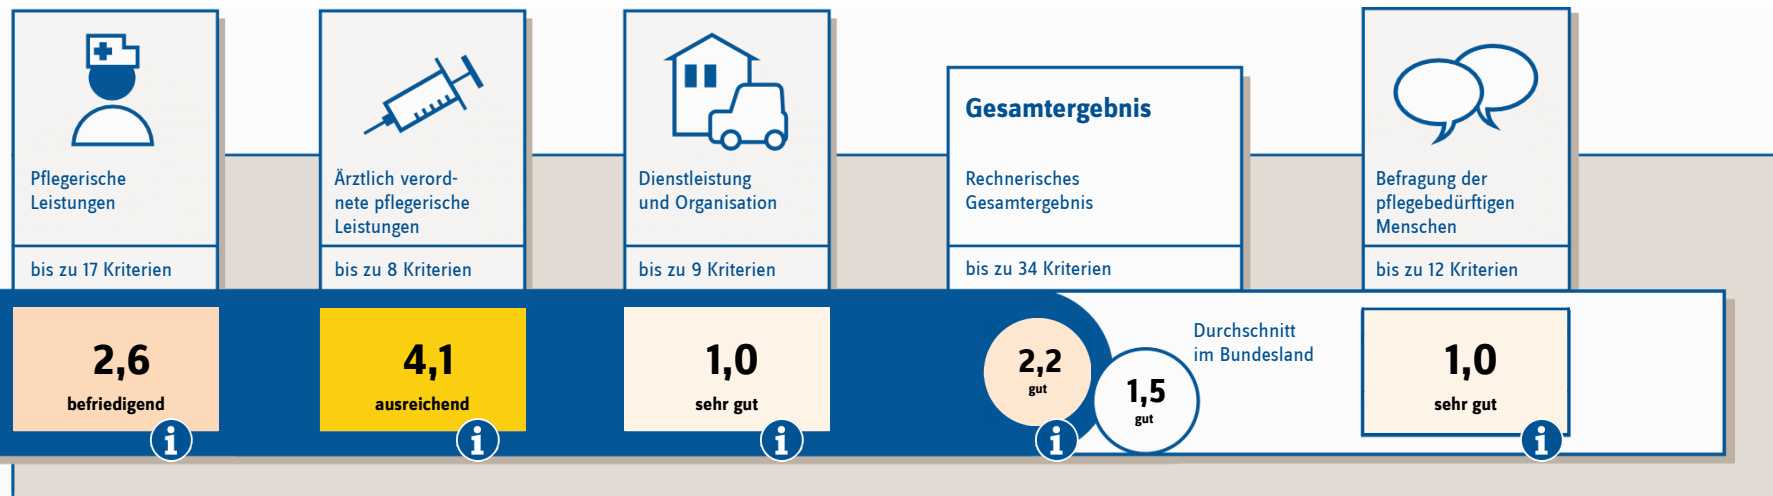 Pflegerische
Leistungen
bis zu 17 Kriterien
2,6
befriedigend
i
Ärztlich verord-
nete pflegerische
Leistungen
bis zu 8 Kriterien
4,1
ausreichend
i
Dienstleistung
und Organisation
bis zu 9 Kriterien
1,0
sehr gut
i
Gesamtergebnis
Rechnerisches
Gesamtergebnis
bis zu 34 Kriterien
2,2
gut
i
1,5
gut
Durchschnitt
im Bundesland
Befragung der
pflegebedürftigen
Menschen
bis zu 12 Kriterien
1,0
sehr gut
i